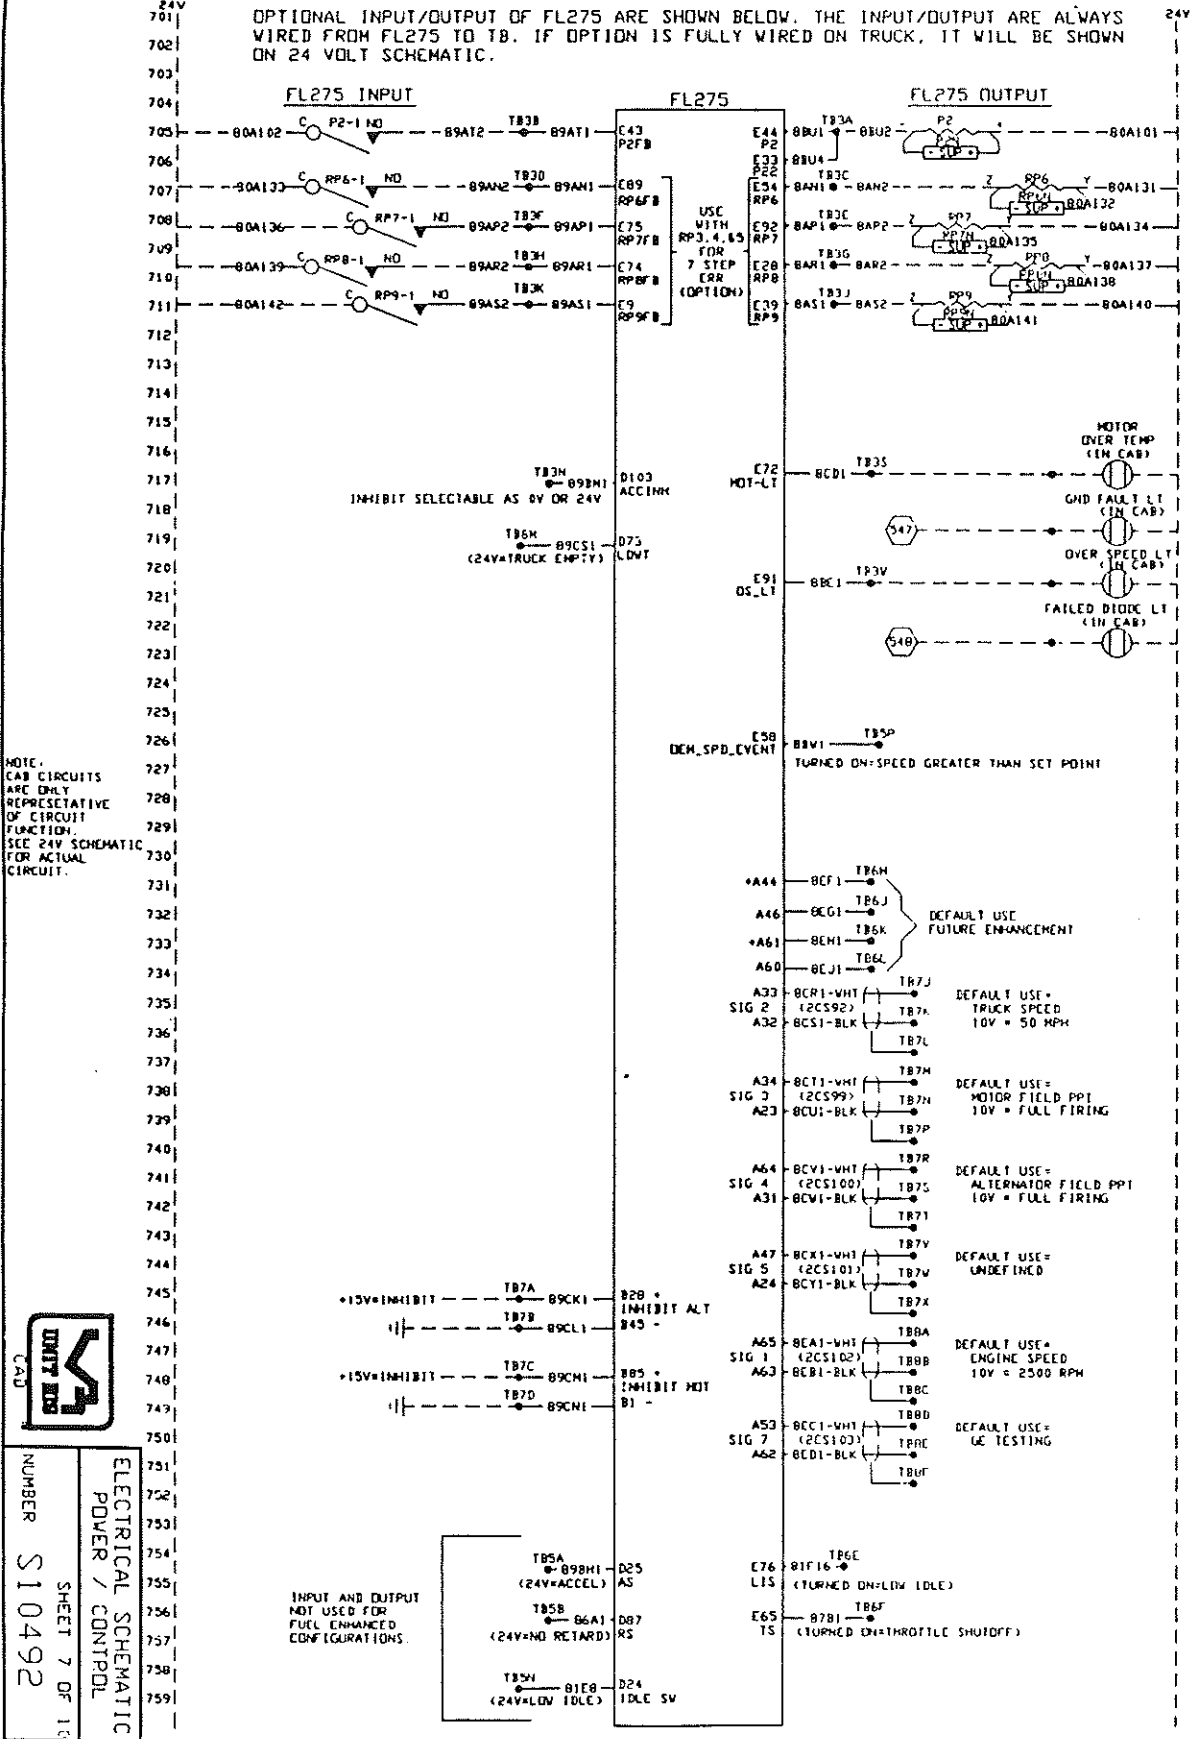 24V
24V
OPTIONAL INPUT/OUTPUT OF FL275 ARE SHOWN BELOW. THE INPUT/OUTPUT ARE ALWAYS
WIRED FROM FL275 TO TB. IF OPTION IS FULLY WIRED ON TRUCK, IT WILL BE SHOWN
ON 24 VOLT SCHEMATIC.
701
702
703
704
705
706
707
708
709
710
711
712
713
714
715
716
717
718
719
720
721
722
723
724
725
726
727
728
729
730
731
732
733
734
735
736
737
738
739
740
741
742
743
744
745
746
747
748
749
750
751
752
753
754
755
756
757
758
759
FL275 INPUT
FL275
FL275 OUTPUT
80A102 C P2-1 NO 89AT2 TB3B 89AT1 E43
P2FB
80A133 C RP6-1 NO 89AN2 TB3D 89AN1 E89
RP6FB
80A136 C RP7-1 NO 89AP2 TB3F 89AP1 E75
RP7FB
80A139 C RP8-1 NO 89AR2 TB3H 89AR1 E74
RP8FB
80A142 C RP9-1 NO 89AS2 TB3K 89AS1 E9
RP9FB
USE
WITH
RP3,4,&5
FOR
7 STEP
ERR
(OPTION)
E44 8BU1 TB3A 8BU2 - P2 + 80A101
P2
- SUP +
E33 8BU4
P22
E54 8AN1 TB3C 8AN2 Z RP6 Y 80A131
RP6
- SUP + 80A132
E92 8AP1 TB3E 8AP2 Z RP7 80A134
RP7
- SUP + 80A135
E28 8AR1 TB3G 8AR2 Z Y 80A137
RP8
- SUP + 80A138
E39 8AS1 TB3J 8AS2 Z RP9 80A140
RP9
- SUP + 80A141
TB3N
89BM1 D103
ACCINH
INHIBIT SELECTABLE AS 0V OR 24V
TB6M
89CS1 D73
LDWT
(24V=TRUCK EMPTY)
MOTOR
OVER TEMP
(IN CAB)
E72 8CD1 TB3S
MOT-LT
GND FAULT LT
(IN CAB)
547
OVER SPEED LT
(IN CAB)
E91 8BE1 TB3V
OS_LT
FAILED DIODE LT
(IN CAB)
548
E58 8BW1 TB5P
DEM_SPD_EVENT
TURNED ON=SPEED GREATER THAN SET POINT
NOTE:
CAB CIRCUITS
ARE ONLY
REPRESETATIVE
OF CIRCUIT
FUNCTION.
SEE 24V SCHEMATIC
FOR ACTUAL
CIRCUIT.
+A44 8EF1 TB6H
A46 8EG1 TB6J
+A61 8EH1 TB6K
A60 8EJ1 TB6L
DEFAULT USE
FUTURE ENHANCEMENT
A33 8CR1-WHT TB7J
SIG 2 (2CS92) TB7K
A32 8CS1-BLK
TB7L
DEFAULT USE=
TRUCK SPEED
10V = 50 MPH
A34 8CT1-WHT TB7M
SIG 3 (2CS99) TB7N
A23 8CU1-BLK
TB7P
DEFAULT USE=
MOTOR FIELD PPI
10V = FULL FIRING
A64 8CV1-WHT TB7R
SIG 4 (2CS100) TB7S
A31 8CW1-BLK
TB7T
DEFAULT USE=
ALTERNATOR FIELD PPI
10V = FULL FIRING
A47 8CX1-WHT TB7V
SIG 5 (2CS101) TB7W
A24 8CY1-BLK
TB7X
DEFAULT USE=
UNDEFINED
+15V=INHIBIT TB7A 89CK1 B28 +
INHIBIT ALT
TB7B 89CL1 B45 -
+15V=INHIBIT TB7C 89CM1 B85 +
INHIBIT MOT
TB7D 89CN1 B1 -
A65 8EA1-WHT TB8A
SIG 1 (2CS102) TB8B
A63 8EB1-BLK
TB8C
DEFAULT USE=
ENGINE SPEED
10V = 2500 RPM
A53 8EC1-WHT TB8D
SIG 7 (2CS103) TB8E
A62 8ED1-BLK
TB8F
DEFAULT USE=
GE TESTING
INPUT AND OUTPUT
NOT USED FOR
FUEL ENHANCED
CONFIGURATIONS.
TB5A
89BH1 D25
(24V=ACCEL) AS
TB5B
86A1 D87
(24V=NO RETARD) RS
TB5N
81E8 D24
(24V=LOW IDLE) IDLE SW
E76 81F16 TB6E
LIS (TURNED ON=LOW IDLE)
E65 87B1 TB6F
TS (TURNED ON=THROTTLE SHUTOFF)
UNIT RIG
CAD
ELECTRICAL SCHEMATIC
POWER / CONTROL
SHEET 7 OF
NUMBER S10492